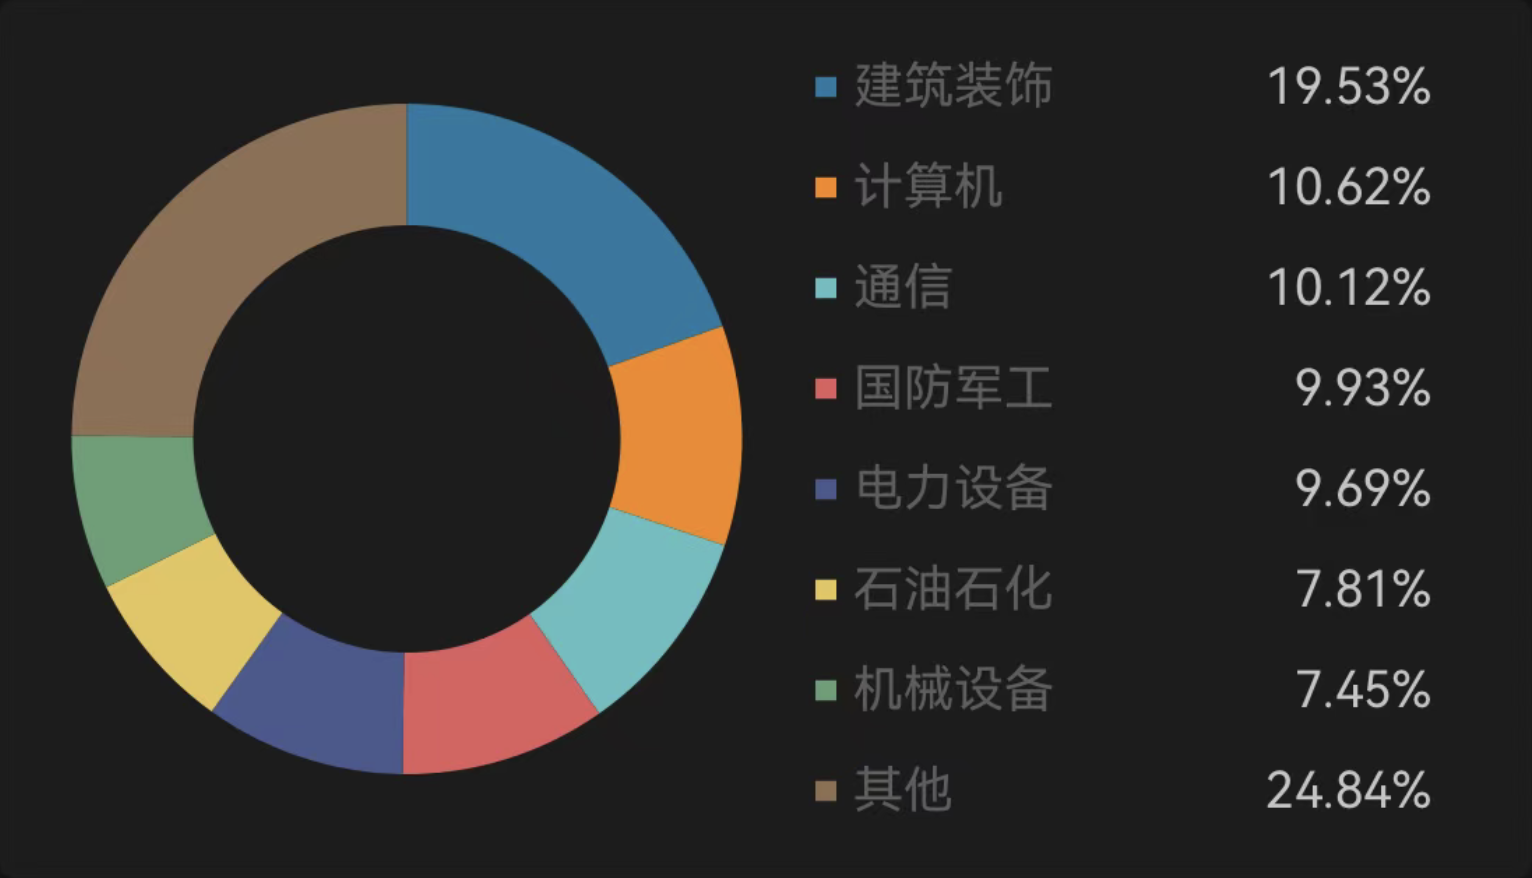 建筑装饰 19.53%
计算机 10.62%
通信 10.12%
国防军工 9.93%
电力设备 9.69%
石油石化 7.81%
机械设备 7.45%
其他 24.84%